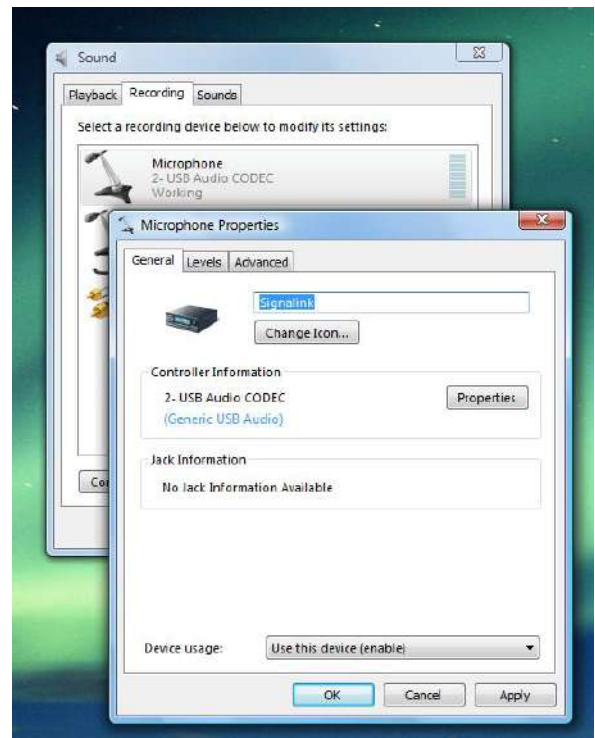 Sound
Playback Recording Sounds
Select a recording device below to modify its settings:
Microphone
2- USB Audio CODEC
Working
Microphone Properties
General Levels Advanced
Signalink
Change Icon...
Controller Information
2- USB Audio CODEC
Properties
(Generic USB Audio)
Jack Information
No Jack Information Available
Device usage:
Use this device (enable)
OK Cancel Apply